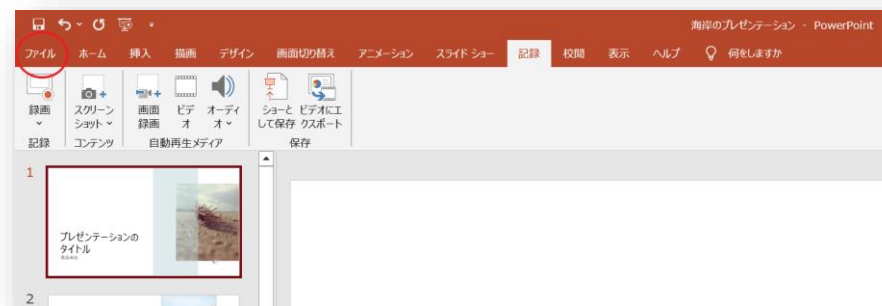 海岸のプレゼンテーション - PowerPoint
ファイル ホーム 挿入 描画 デザイン 画面切り替え アニメーション スライド ショー 記録 校閲 表示 ヘルプ 何をしますか
録画 スクリーン 画面 ビデ オーディ ショーと ビデオにエ
ショット 録画 オ オ して保存 クスポート
記録 コンテンツ 自動再生メディア 保存
1
プレゼンテーションの
タイトル
2